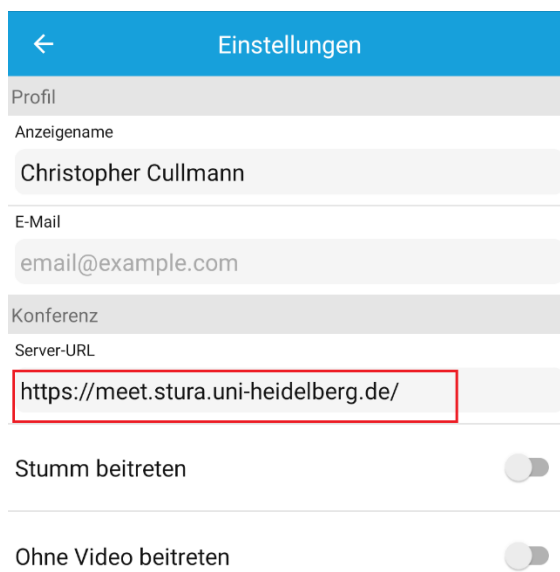 Einstellungen
Profil
Anzeigename
Christopher Cullmann
E-Mail
email@example.com
Konferenz
Server-URL
https://meet.stura.uni-heidelberg.de/
Stumm beitreten
Ohne Video beitreten